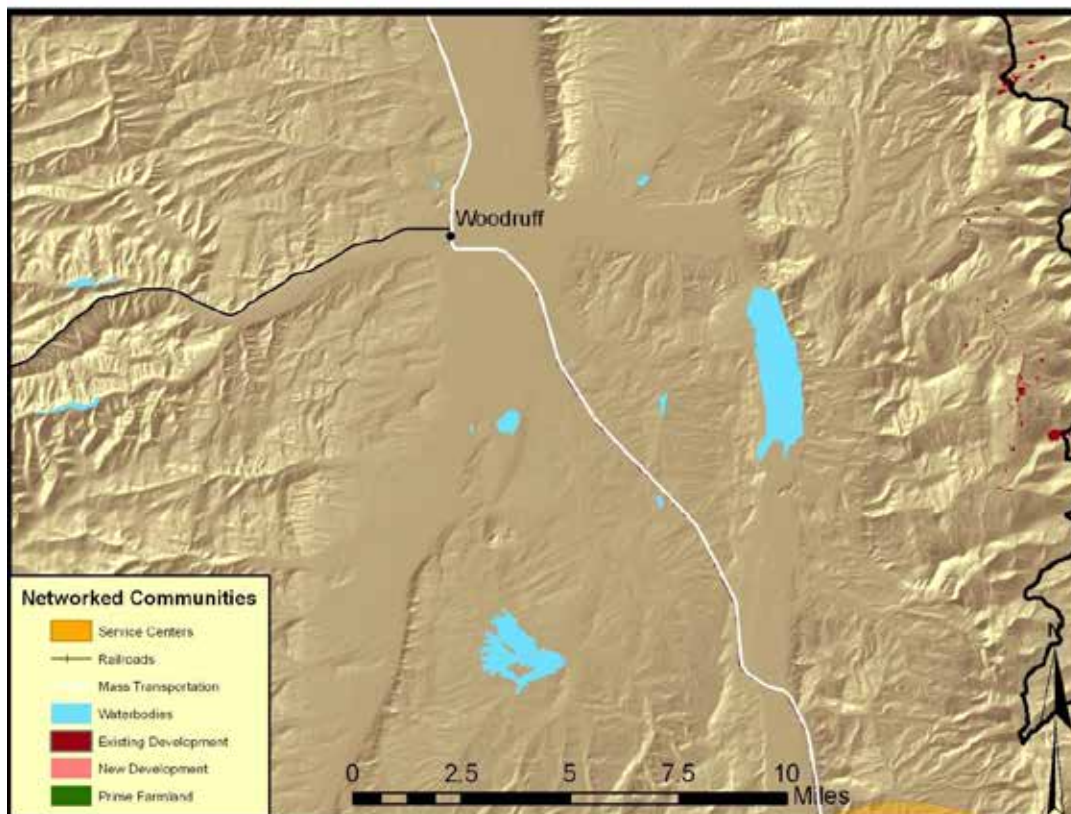 Woodruff
Networked Communities
Service Centers
Railroads
Mass Transportation
Waterbodies
Existing Development
New Development
Prime Farmland
0 2.5 5 7.5 10
Miles
N